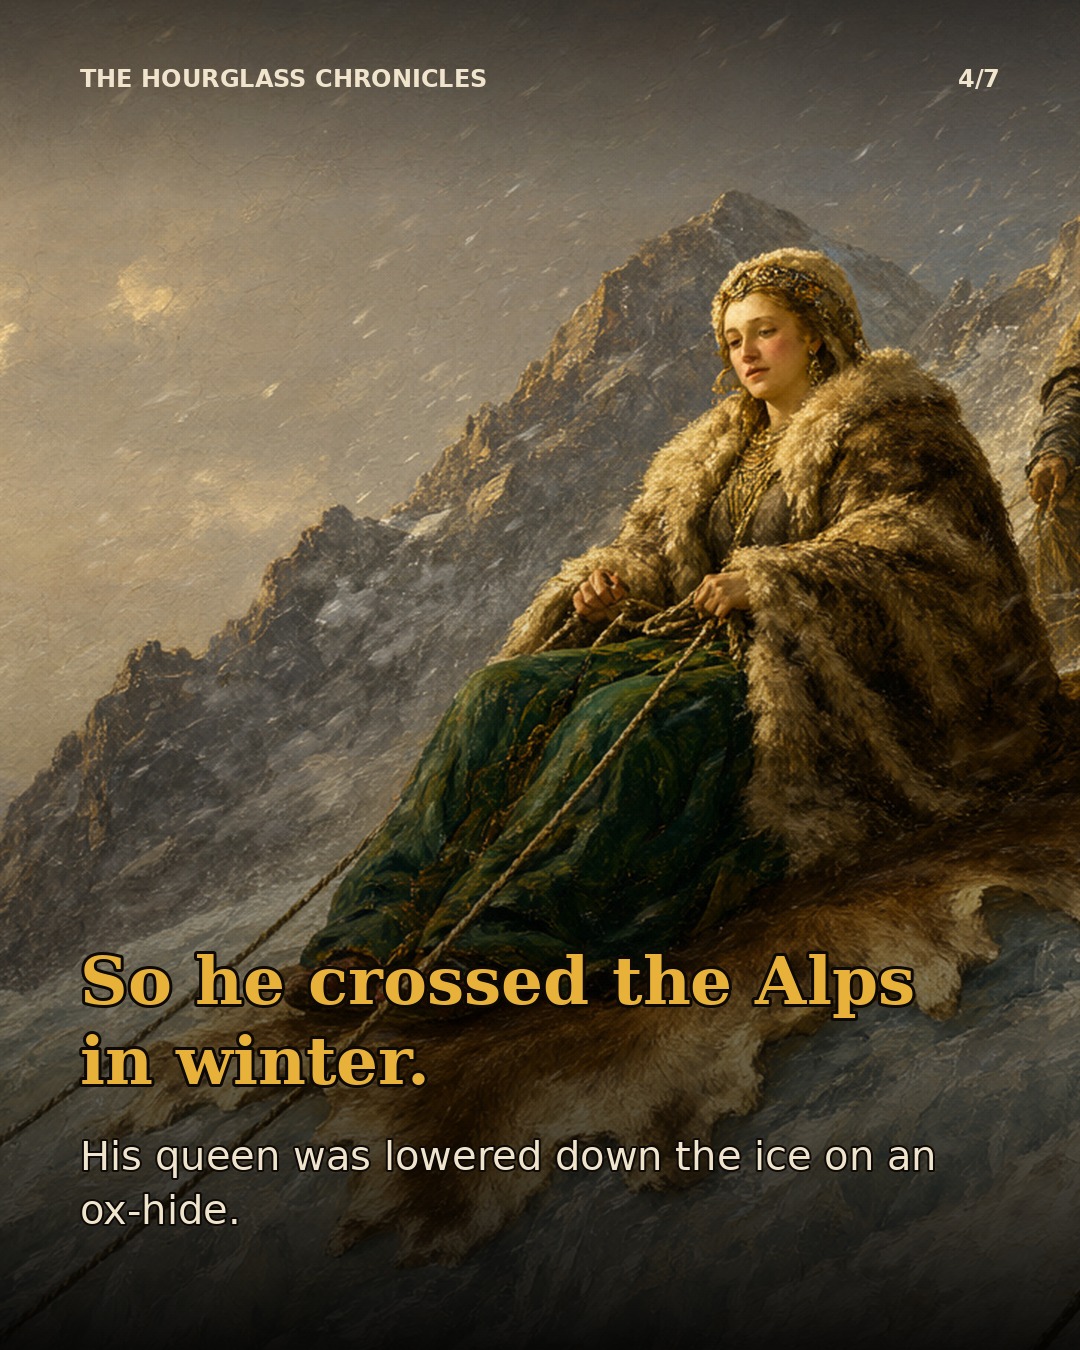 THE HOURGLASS CHRONICLES
4/7
So he crossed the Alps
in winter.
His queen was lowered down the ice on an
ox-hide.